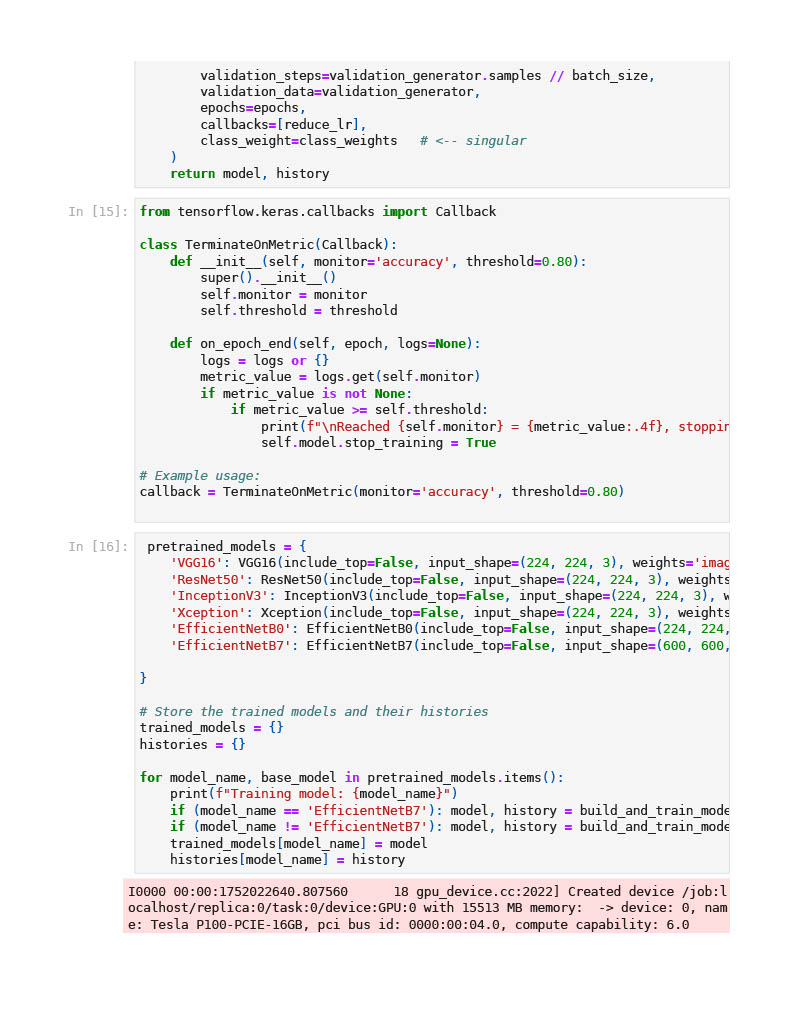 validation_steps=validation_generator.samples // batch_size,
        validation_data=validation_generator,
        epochs=epochs,
        callbacks=[reduce_lr],
        class_weight=class_weights   # <-- singular
    )
    return model, history
In [15]: from tensorflow.keras.callbacks import Callback
class TerminateOnMetric(Callback):
    def __init__(self, monitor='accuracy', threshold=0.80):
        super().__init__()
        self.monitor = monitor
        self.threshold = threshold
    def on_epoch_end(self, epoch, logs=None):
        logs = logs or {}
        metric_value = logs.get(self.monitor)
        if metric_value is not None:
            if metric_value >= self.threshold:
                print(f"\nReached {self.monitor} = {metric_value:.4f}, stoppin
                self.model.stop_training = True
# Example usage:
callback = TerminateOnMetric(monitor='accuracy', threshold=0.80)
In [16]:  pretrained_models = {
    'VGG16': VGG16(include_top=False, input_shape=(224, 224, 3), weights='imag
    'ResNet50': ResNet50(include_top=False, input_shape=(224, 224, 3), weights
    'InceptionV3': InceptionV3(include_top=False, input_shape=(224, 224, 3), w
    'Xception': Xception(include_top=False, input_shape=(224, 224, 3), weights
    'EfficientNetB0': EfficientNetB0(include_top=False, input_shape=(224, 224,
    'EfficientNetB7': EfficientNetB7(include_top=False, input_shape=(600, 600,
}
# Store the trained models and their histories
trained_models = {}
histories = {}
for model_name, base_model in pretrained_models.items():
    print(f"Training model: {model_name}")
    if (model_name == 'EfficientNetB7'): model, history = build_and_train_mode
    if (model_name != 'EfficientNetB7'): model, history = build_and_train_mode
    trained_models[model_name] = model
    histories[model_name] = history
I0000 00:00:1752022640.807560      18 gpu_device.cc:2022] Created device /job:l
ocalhost/replica:0/task:0/device:GPU:0 with 15513 MB memory:  -> device: 0, nam
e: Tesla P100-PCIE-16GB, pci bus id: 0000:00:04.0, compute capability: 6.0